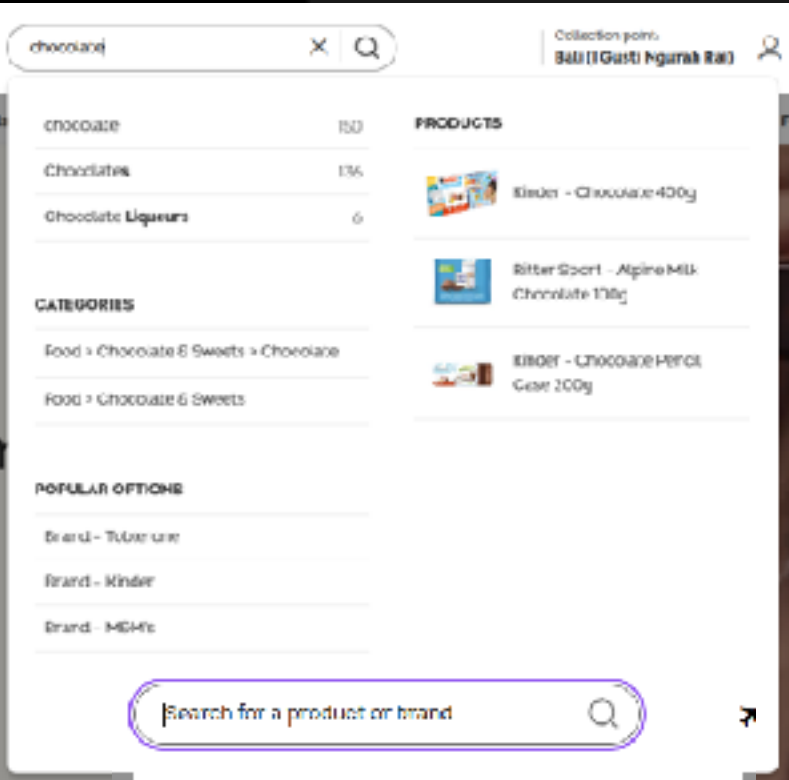 chocolate
Collection point:
Bali (I Gusti Ngurah Rai)
chocolate 150
Chocolates 136
Chocolate Liqueurs 6
CATEGORIES
Food > Chocolate & Sweets > Chocolate
Food > Chocolate & Sweets
POPULAR OPTIONS
Brand - Toblerone
Brand - Kinder
Brand - M&M's
PRODUCTS
Kinder - Chocolate 400g
Ritter Sport - Alpine Milk
Chocolate 100g
Kinder - Chocolate Pencil
Case 200g
Search for a product or brand